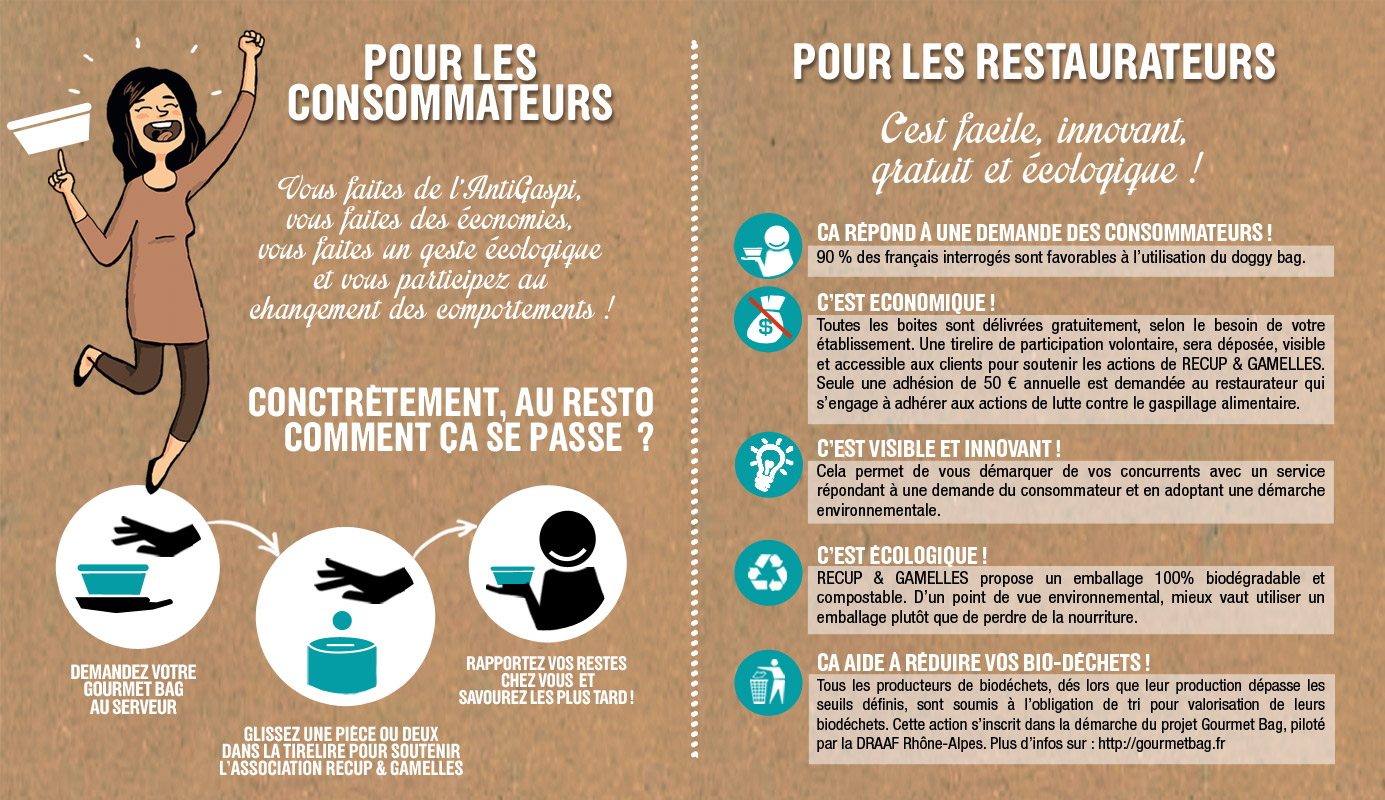 POUR LES
CONSOMMATEURS
Vous faites de l'AntiGaspi,
vous faites des économies,
vous faites un geste écologique
et vous participez au
changement des comportements !
CONCTRÈTEMENT, AU RESTO
COMMENT ÇA SE PASSE ?
DEMANDEZ VOTRE
GOURMET BAG
AU SERVEUR
GLISSEZ UNE PIÈCE OU DEUX
DANS LA TIRELIRE POUR SOUTENIR
L'ASSOCIATION RECUP & GAMELLES
RAPPORTEZ VOS RESTES
CHEZ VOUS ET
SAVOUREZ LES PLUS TARD !
POUR LES RESTAURATEURS
C'est facile, innovant,
gratuit et écologique !
CA RÉPOND À UNE DEMANDE DES CONSOMMATEURS !
90 % des français interrogés sont favorables à l'utilisation du doggy bag.
$
C'EST ECONOMIQUE !
Toutes les boites sont délivrées gratuitement, selon le besoin de votre
établissement. Une tirelire de participation volontaire, sera déposée, visible
et accessible aux clients pour soutenir les actions de RECUP & GAMELLES.
Seule une adhésion de 50 € annuelle est demandée au restaurateur qui
s'engage à adhérer aux actions de lutte contre le gaspillage alimentaire.
C'EST VISIBLE ET INNOVANT !
Cela permet de vous démarquer de vos concurrents avec un service
répondant à une demande du consommateur et en adoptant une démarche
environnementale.
C'EST ÉCOLOGIQUE !
RECUP & GAMELLES propose un emballage 100% biodégradable et
compostable. D'un point de vue environnemental, mieux vaut utiliser un
emballage plutôt que de perdre de la nourriture.
CA AIDE À RÉDUIRE VOS BIO-DÉCHETS !
Tous les producteurs de biodéchets, dés lors que leur production dépasse les
seuils définis, sont soumis à l'obligation de tri pour valorisation de leurs
biodéchets. Cette action s'inscrit dans la démarche du projet Gourmet Bag, piloté
par la DRAAF Rhône-Alpes. Plus d'infos sur : http://gourmetbag.fr